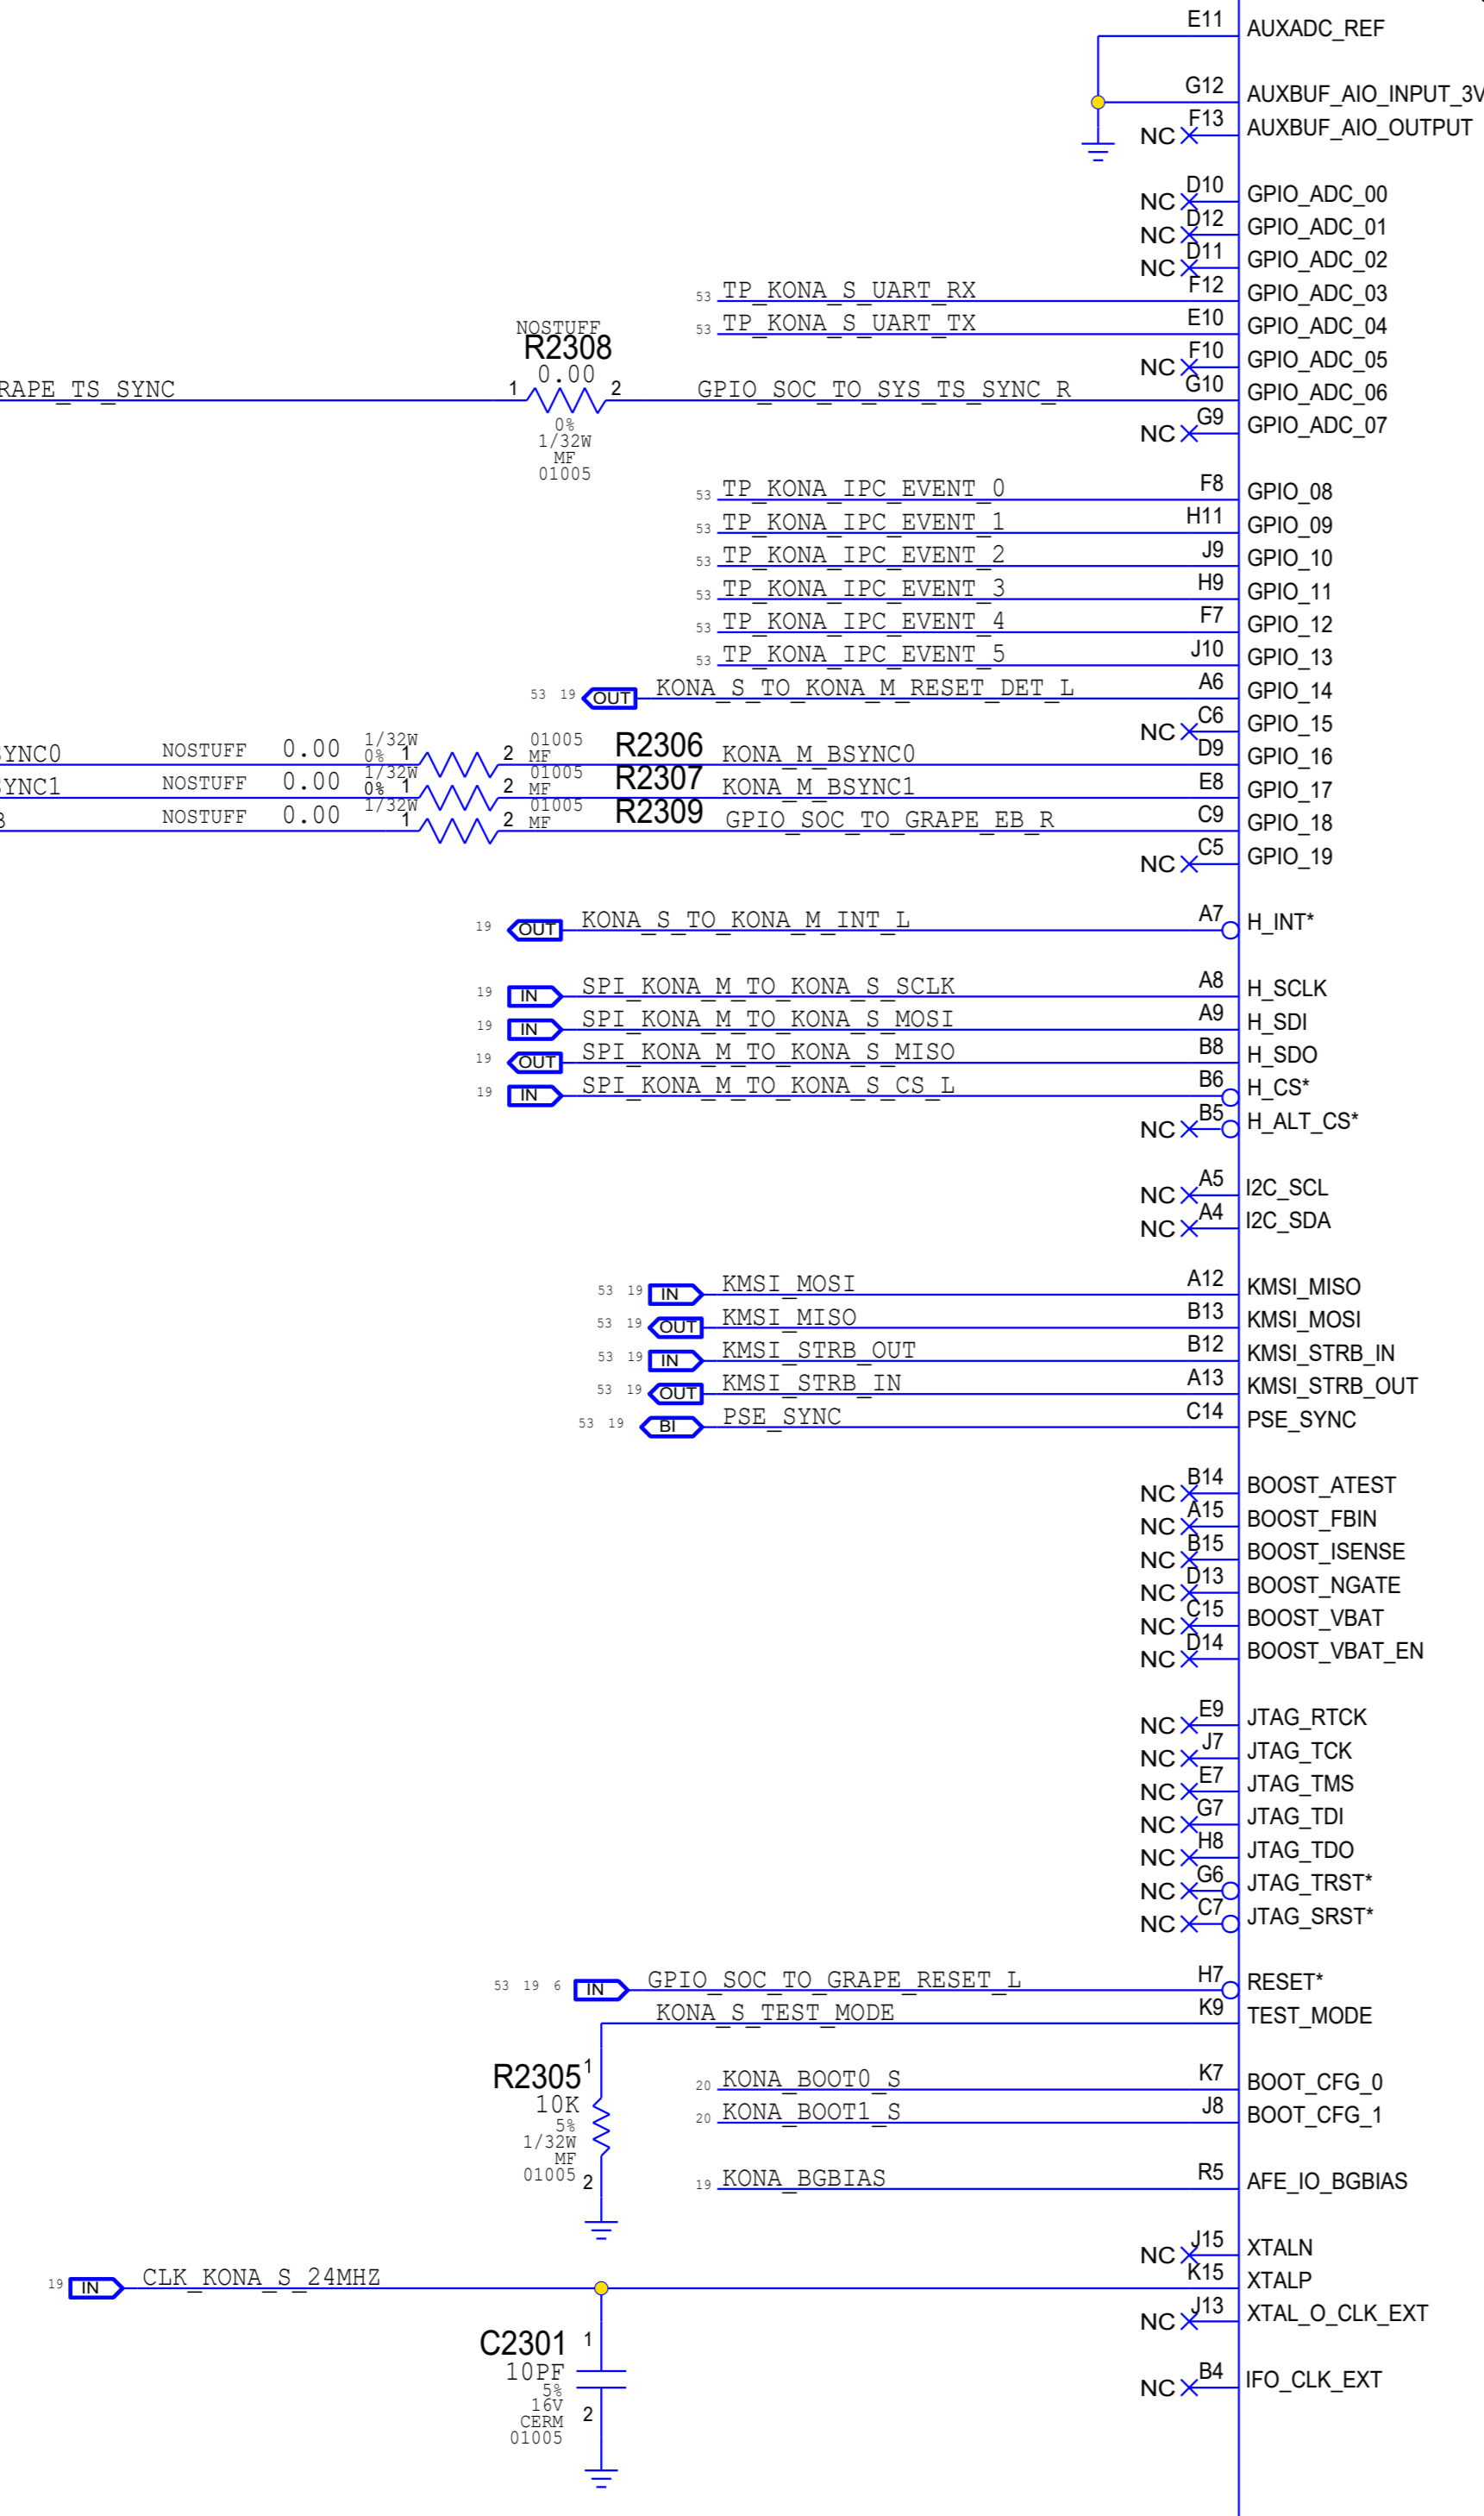 E11 AUXADC_REF
G12 AUXBUF_AIO_INPUT_3V
NC F13 AUXBUF_AIO_OUTPUT
NC D10 GPIO_ADC_00
NC D12 GPIO_ADC_01
NC D11 GPIO_ADC_02
53 TP_KONA_S_UART_RX F12 GPIO_ADC_03
53 TP_KONA_S_UART_TX E10 GPIO_ADC_04
NOSTUFF
R2308
NC F10 GPIO_ADC_05
0.00
RAPE_TS_SYNC 1 2 GPIO_SOC_TO_SYS_TS_SYNC_R G10 GPIO_ADC_06
0%
NC G9 GPIO_ADC_07
1/32W
MF
01005
53 TP_KONA_IPC_EVENT_0 F8 GPIO_08
53 TP_KONA_IPC_EVENT_1 H11 GPIO_09
53 TP_KONA_IPC_EVENT_2 J9 GPIO_10
53 TP_KONA_IPC_EVENT_3 H9 GPIO_11
53 TP_KONA_IPC_EVENT_4 F7 GPIO_12
53 TP_KONA_IPC_EVENT_5 J10 GPIO_13
53 19 OUT KONA_S_TO_KONA_M_RESET_DET_L A6 GPIO_14
NC C6 GPIO_15
YNC0 NOSTUFF 0.00 1/32W 0% 1 2 01005 MF R2306 KONA_M_BSYNC0 D9 GPIO_16
YNC1 NOSTUFF 0.00 1/32W 0% 1 2 01005 MF R2307 KONA_M_BSYNC1 E8 GPIO_17
NOSTUFF 0.00 1/32W 1 2 01005 MF R2309 GPIO_SOC_TO_GRAPE_EB_R C9 GPIO_18
NC C5 GPIO_19
19 OUT KONA_S_TO_KONA_M_INT_L A7 H_INT*
19 IN SPI_KONA_M_TO_KONA_S_SCLK A8 H_SCLK
19 IN SPI_KONA_M_TO_KONA_S_MOSI A9 H_SDI
19 OUT SPI_KONA_M_TO_KONA_S_MISO B8 H_SDO
19 IN SPI_KONA_M_TO_KONA_S_CS_L B6 H_CS*
NC B5 H_ALT_CS*
NC A5 I2C_SCL
NC A4 I2C_SDA
53 19 IN KMSI_MOSI A12 KMSI_MISO
53 19 OUT KMSI_MISO B13 KMSI_MOSI
53 19 IN KMSI_STRB_OUT B12 KMSI_STRB_IN
53 19 OUT KMSI_STRB_IN A13 KMSI_STRB_OUT
53 19 BI PSE_SYNC C14 PSE_SYNC
NC B14 BOOST_ATEST
NC A15 BOOST_FBIN
NC B15 BOOST_ISENSE
NC D13 BOOST_NGATE
NC C15 BOOST_VBAT
NC D14 BOOST_VBAT_EN
NC E9 JTAG_RTCK
NC J7 JTAG_TCK
NC E7 JTAG_TMS
NC G7 JTAG_TDI
NC H8 JTAG_TDO
NC G6 JTAG_TRST*
NC C7 JTAG_SRST*
53 19 6 IN GPIO_SOC_TO_GRAPE_RESET_L H7 RESET*
KONA_S_TEST_MODE K9 TEST_MODE
R2305 1
20 KONA_BOOT0_S K7 BOOT_CFG_0
10K
20 KONA_BOOT1_S J8 BOOT_CFG_1
5%
1/32W
MF
01005 2
19 KONA_BGBIAS R5 AFE_IO_BGBIAS
NC J15 XTALN
19 IN CLK_KONA_S_24MHZ K15 XTALP
NC J13 XTAL_O_CLK_EXT
C2301 1
10PF
5%
16V
CERM 2
01005
NC B4 IFO_CLK_EXT